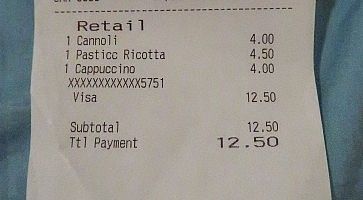 Retail
1 Cannoli 4.00
1 Pasticc Ricotta 4.50
1 Cappuccino 4.00
XXXXXXXXXXXX5751
Visa 12.50
Subtotal 12.50
Ttl Payment 12.50